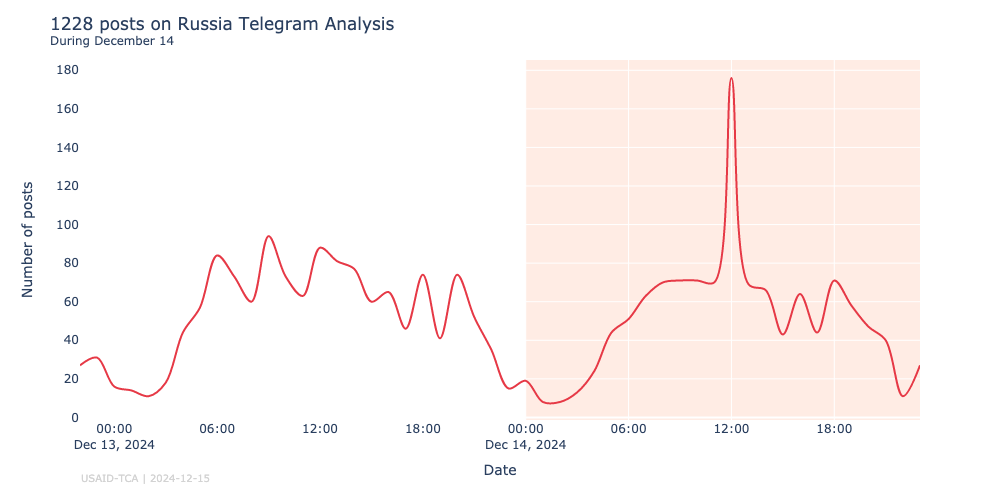 1228 posts on Russia Telegram Analysis
During December 14
Number of posts
180
160
140
120
100
80
60
40
20
0
00:00 06:00 12:00 18:00 00:00 06:00 12:00 18:00
Dec 13, 2024 Dec 14, 2024
Date
USAID-TCA | 2024-12-15